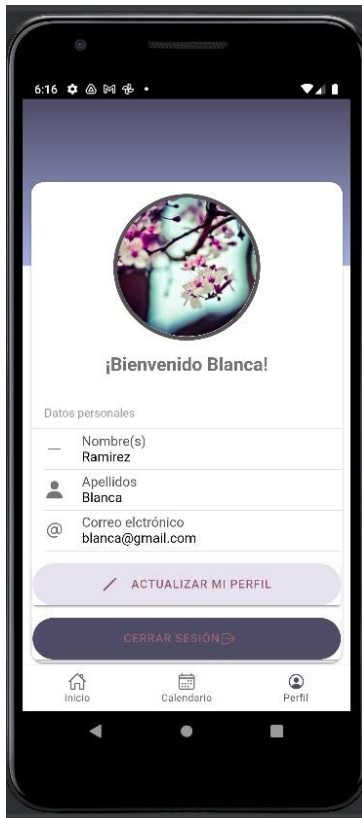 6:16
¡Bienvenido Blanca!
Datos personales
Nombre(s)
Ramirez
Apellidos
Blanca
Correo elctrónico
blanca@gmail.com
ACTUALIZAR MI PERFIL
CERRAR SESIÓN
Inicio Calendario Perfil